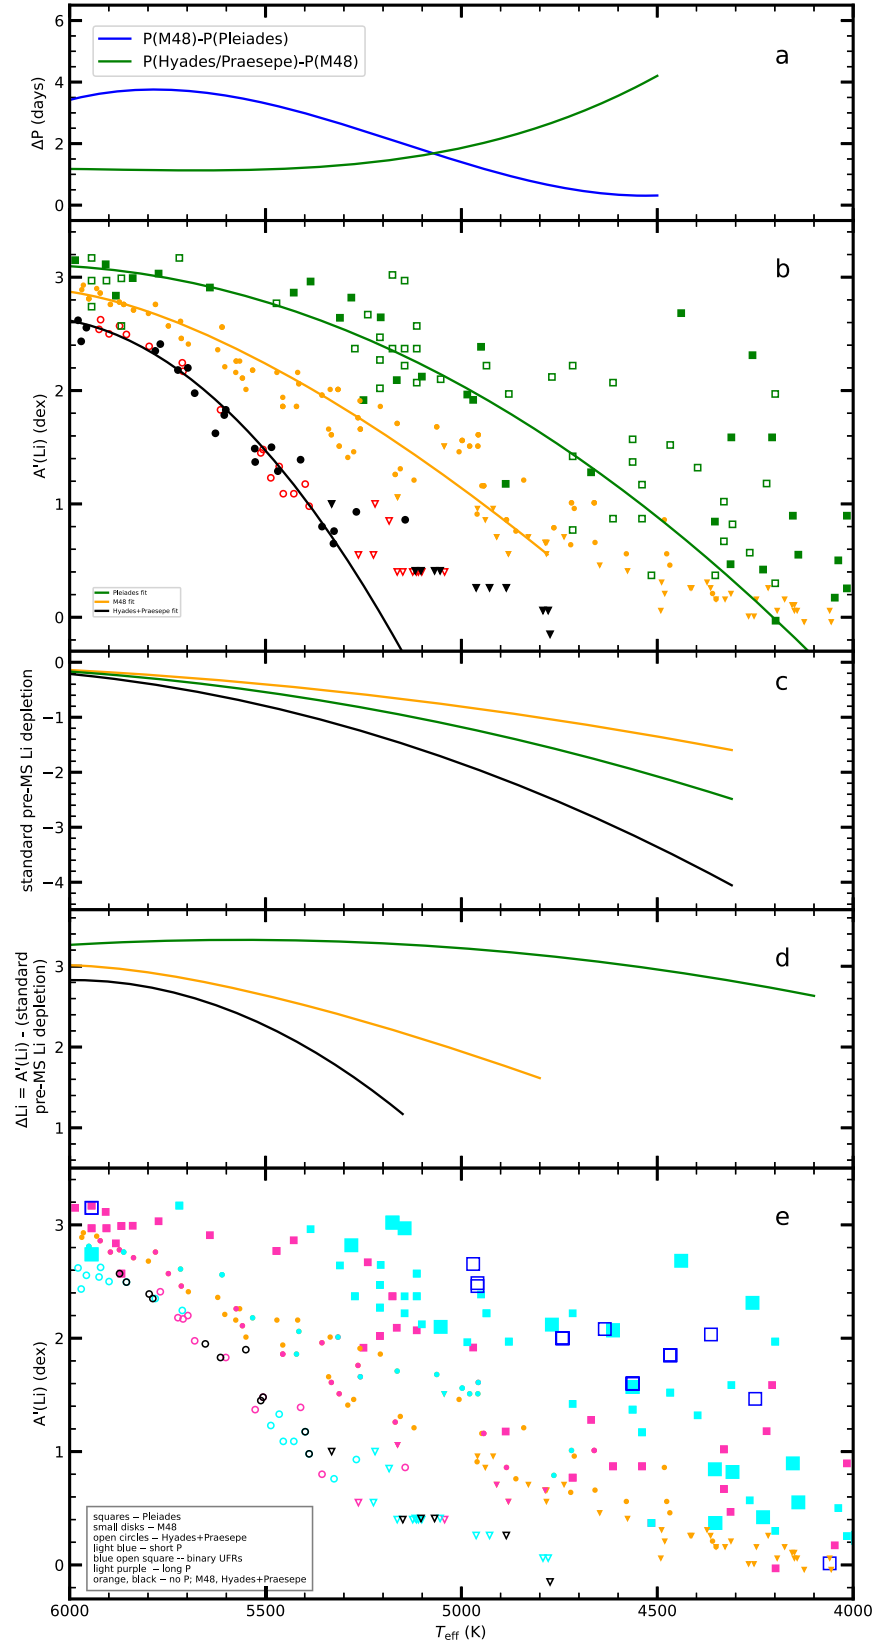 6
4
2
0
ΔP (days)
P(M48)-P(Pleiades)
P(Hyades/Praesepe)-P(M48)
a
3
2
1
0
A'(Li) (dex)
b
Pleiades fit
M48 fit
Hyades+Praesepe fit
0
−1
−2
−3
−4
standard pre-MS Li depletion
c
3
2
1
ΔLi = A'(Li) - (standard
pre-MS Li depletion)
d
3
2
1
0
A'(Li) (dex)
e
squares − Pleiades
small disks − M48
open circles − Hyades+Praesepe
light blue − short P
blue open square -- binary UFRs
light purple − long P
orange, black − no P; M48, Hyades+Praesepe
6000 5500 5000 4500 4000
Teff (K)